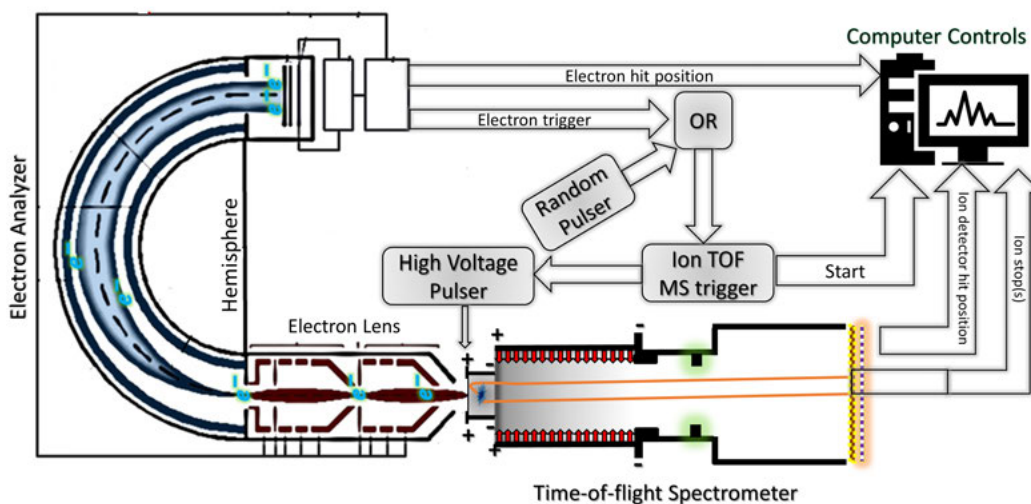 Computer Controls
Electron hit position
Electron trigger
OR
Random
Pulser
High Voltage
Pulser
Ion TOF
MS trigger
Start
Ion detector hit position
Ion stop(s)
Electron Analyzer
Hemisphere
Electron Lens
e-
e-
e-
e-
e-
e-
e-
+
+
+
+
+
-
-
-
-
Time-of-flight Spectrometer